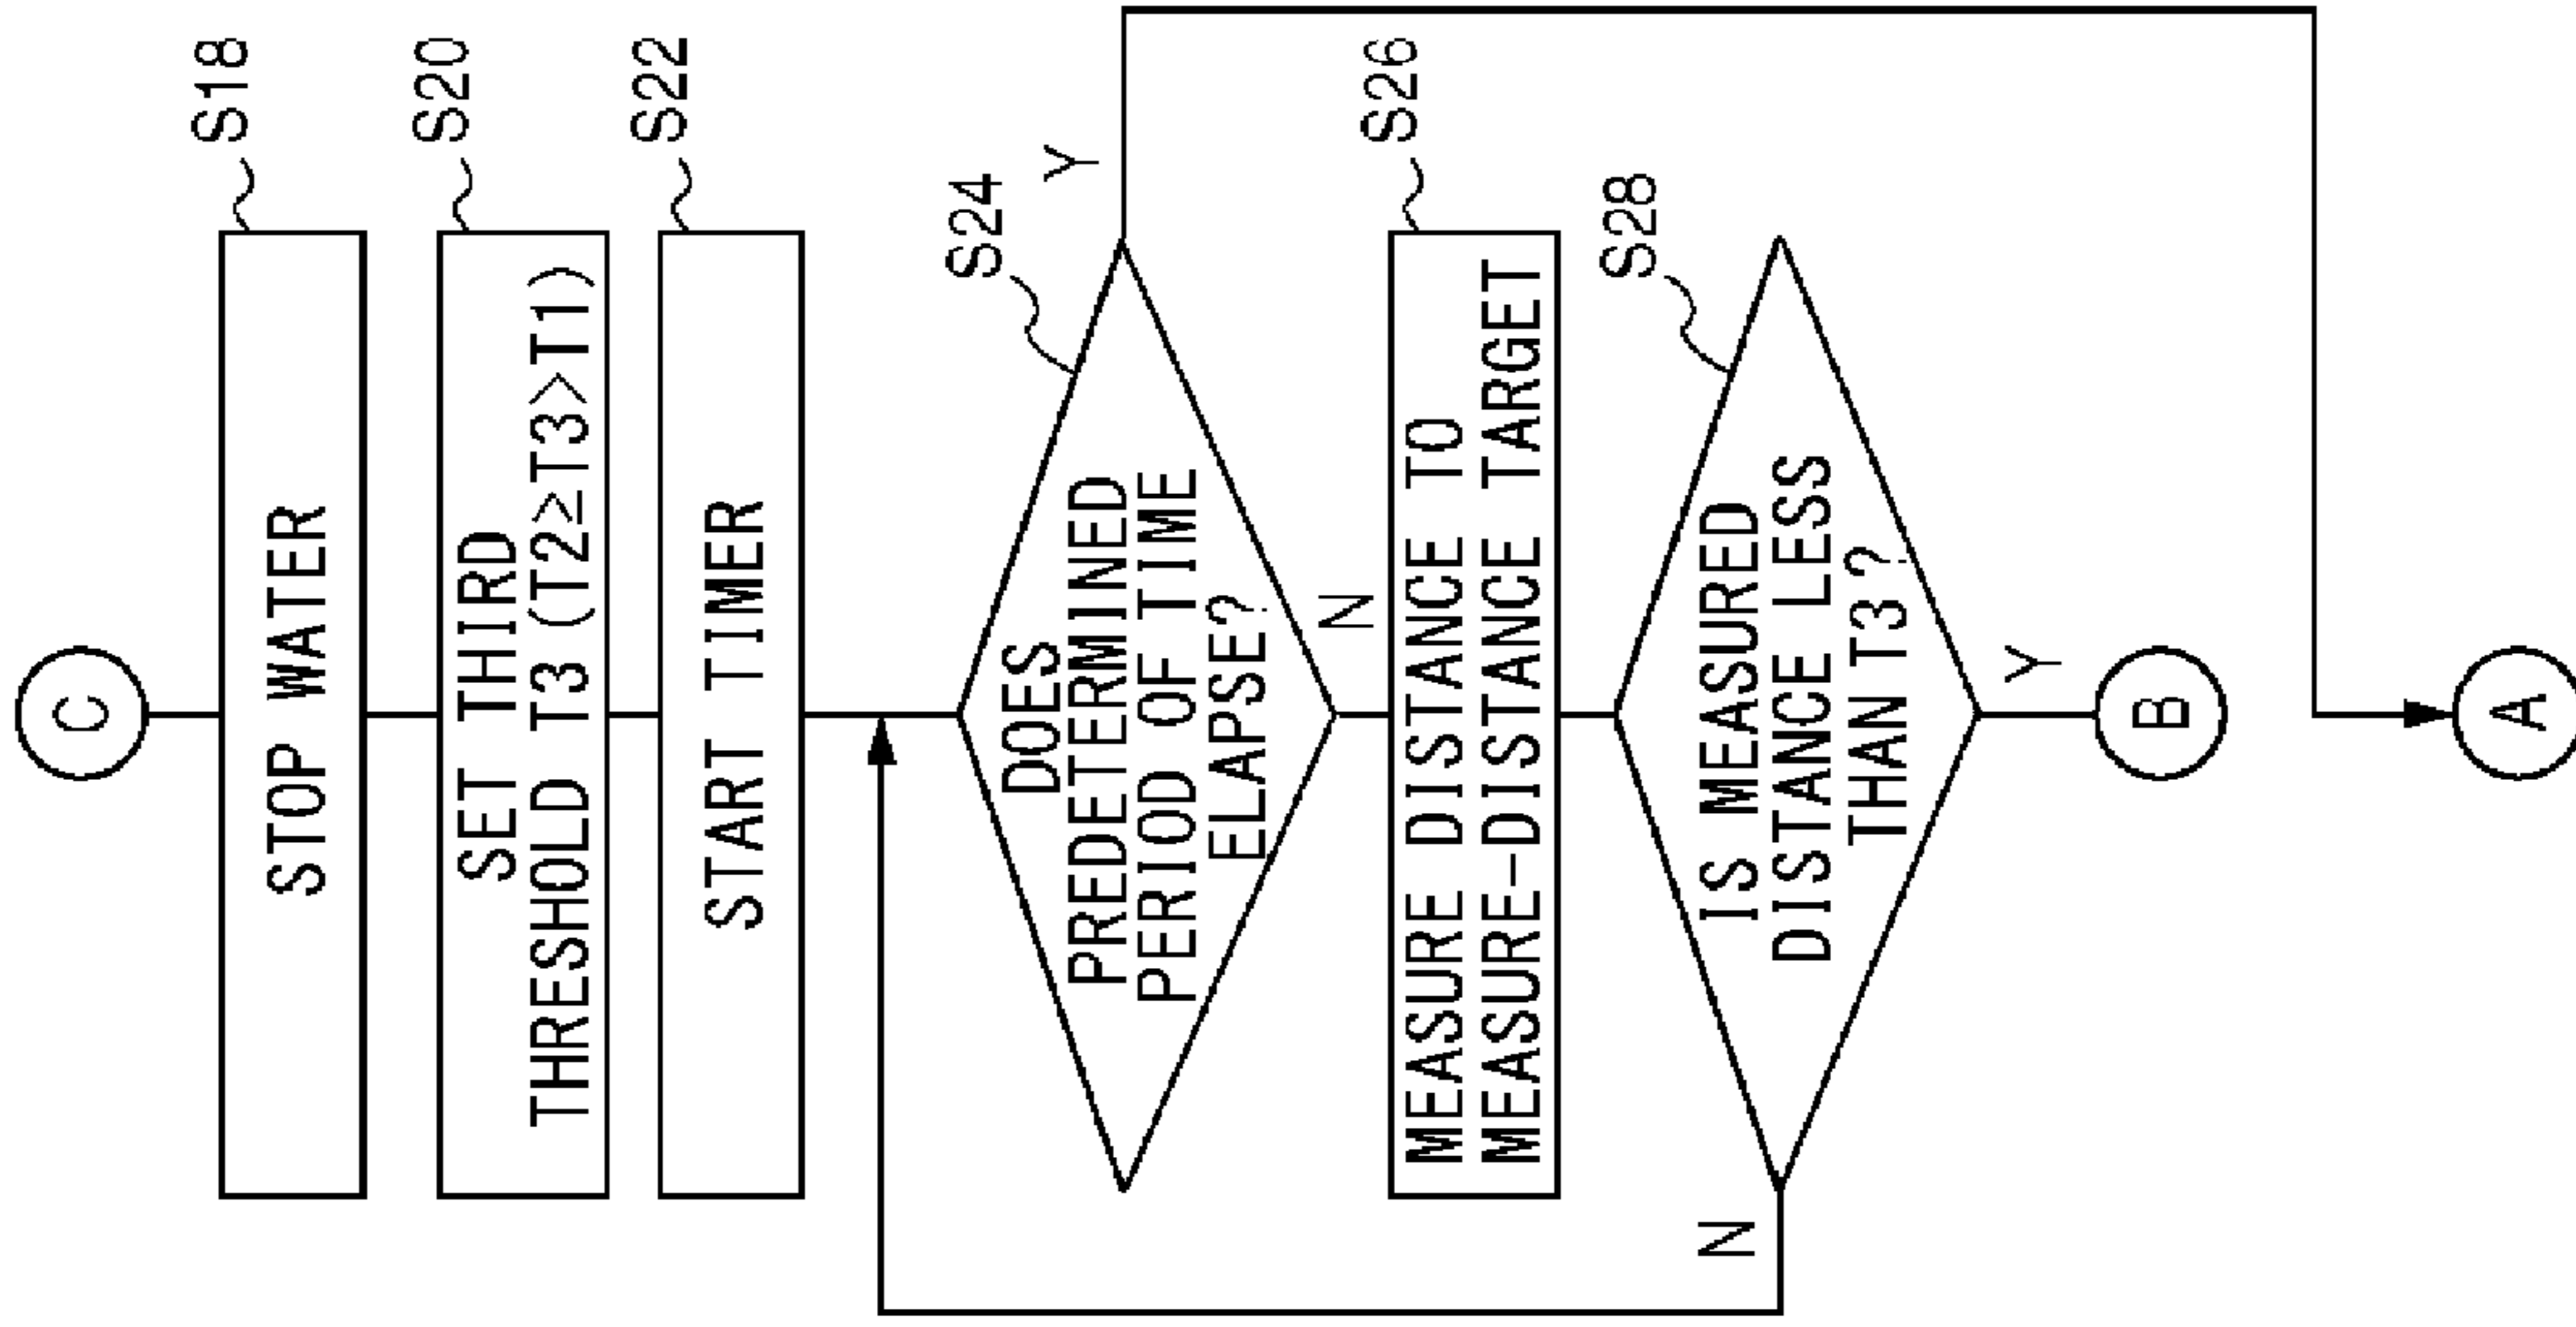 C
S18
STOP WATER
S20
SET THIRD
THRESHOLD T3 (T2≥T3>T1)
S22
START TIMER
S24
DOES
PREDETERMINED
PERIOD OF TIME
ELAPSE?
Y
N
S26
MEASURE DISTANCE TO
MEASURE-DISTANCE TARGET
S28
IS MEASURED
DISTANCE LESS
THAN T3?
N
Y
B
A